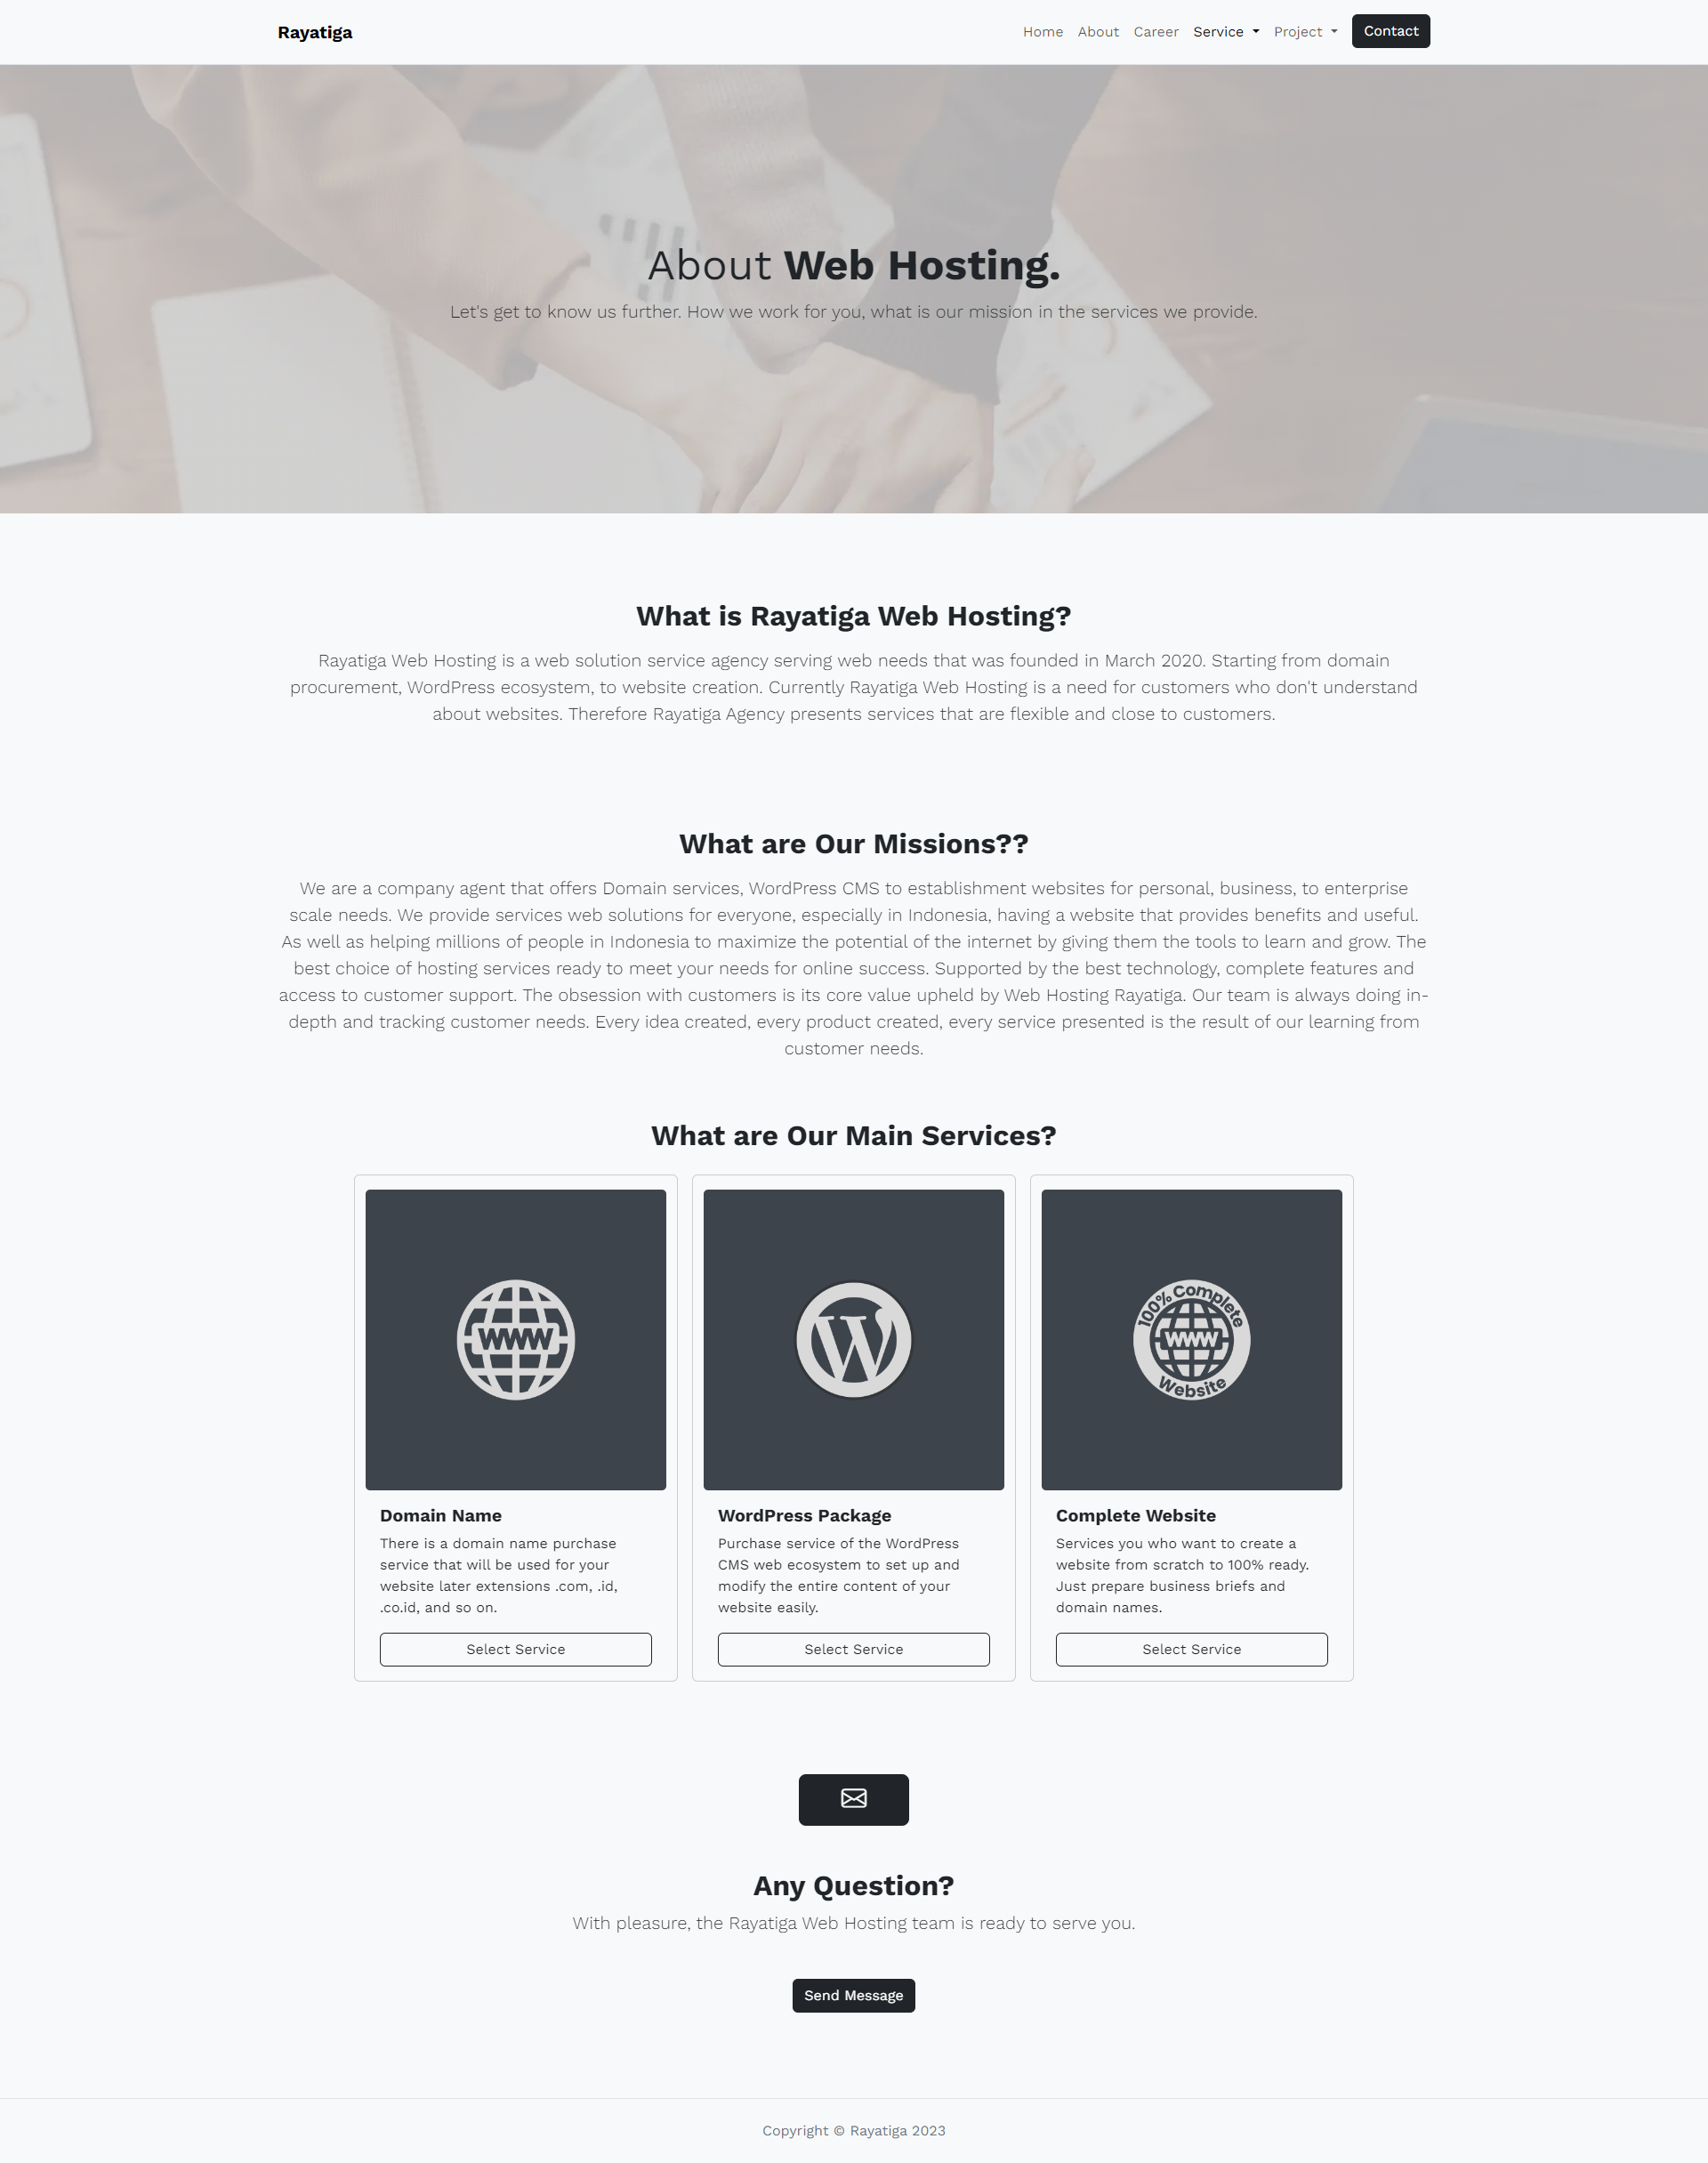 Rayatiga
Home About Career Service Project Contact
About Web Hosting.
Let's get to know us further. How we work for you, what is our mission in the services we provide.
What is Rayatiga Web Hosting?
Rayatiga Web Hosting is a web solution service agency serving web needs that was founded in March 2020. Starting from domain
procurement, WordPress ecosystem, to website creation. Currently Rayatiga Web Hosting is a need for customers who don't understand
about websites. Therefore Rayatiga Agency presents services that are flexible and close to customers.
What are Our Missions??
We are a company agent that offers Domain services, WordPress CMS to establishment websites for personal, business, to enterprise
scale needs. We provide services web solutions for everyone, especially in Indonesia, having a website that provides benefits and useful.
As well as helping millions of people in Indonesia to maximize the potential of the internet by giving them the tools to learn and grow. The
best choice of hosting services ready to meet your needs for online success. Supported by the best technology, complete features and
access to customer support. The obsession with customers is its core value upheld by Web Hosting Rayatiga. Our team is always doing in-
depth and tracking customer needs. Every idea created, every product created, every service presented is the result of our learning from
customer needs.
What are Our Main Services?
WWW
Domain Name
There is a domain name purchase
service that will be used for your
website later extensions .com, .id,
.co.id, and so on.
Select Service
W
WordPress Package
Purchase service of the WordPress
CMS web ecosystem to set up and
modify the entire content of your
website easily.
Select Service
100% Complete
WWW
Website
Complete Website
Services you who want to create a
website from scratch to 100% ready.
Just prepare business briefs and
domain names.
Select Service
Any Question?
With pleasure, the Rayatiga Web Hosting team is ready to serve you.
Send Message
Copyright © Rayatiga 2023